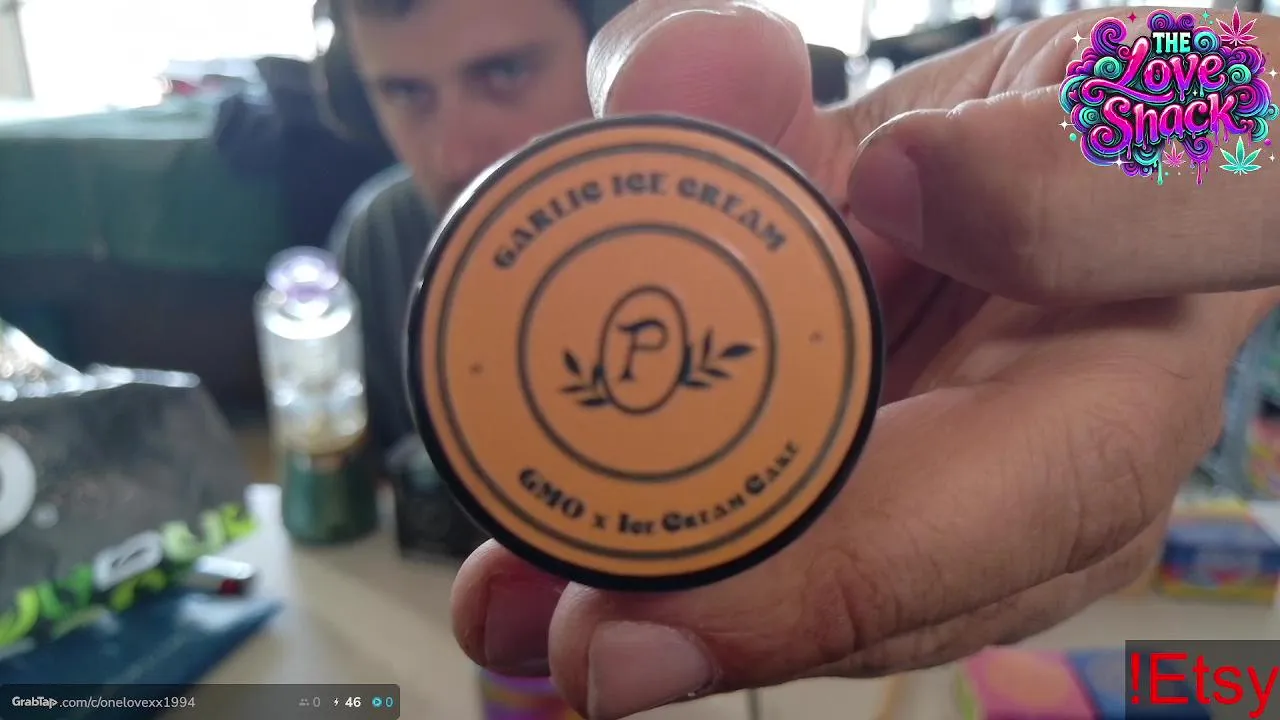 THE
Love
Shack
GARLIC ICE CREAM
P
GMO x Ice Cream Cake
!Etsy
GrabTap.com/c/onelovexx1994
0
46
0